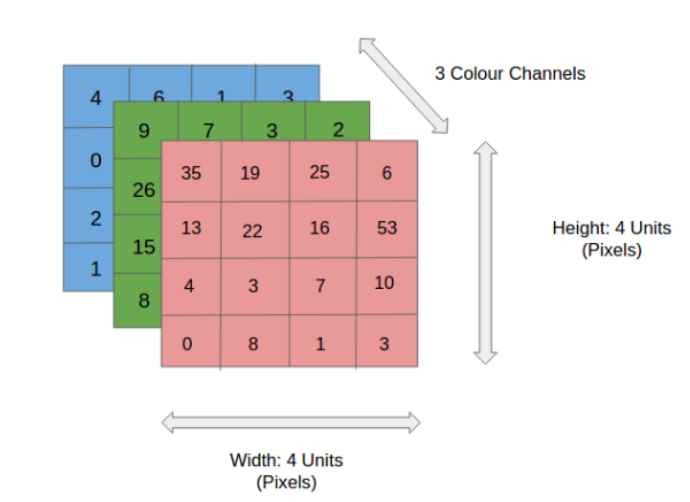 3 Colour Channels
4 6 1 3
0
2
1
9 7 3 2
26
15
8
35 19 25 6
13 22 16 53
4 3 7 10
0 8 1 3
Height: 4 Units
(Pixels)
Width: 4 Units
(Pixels)